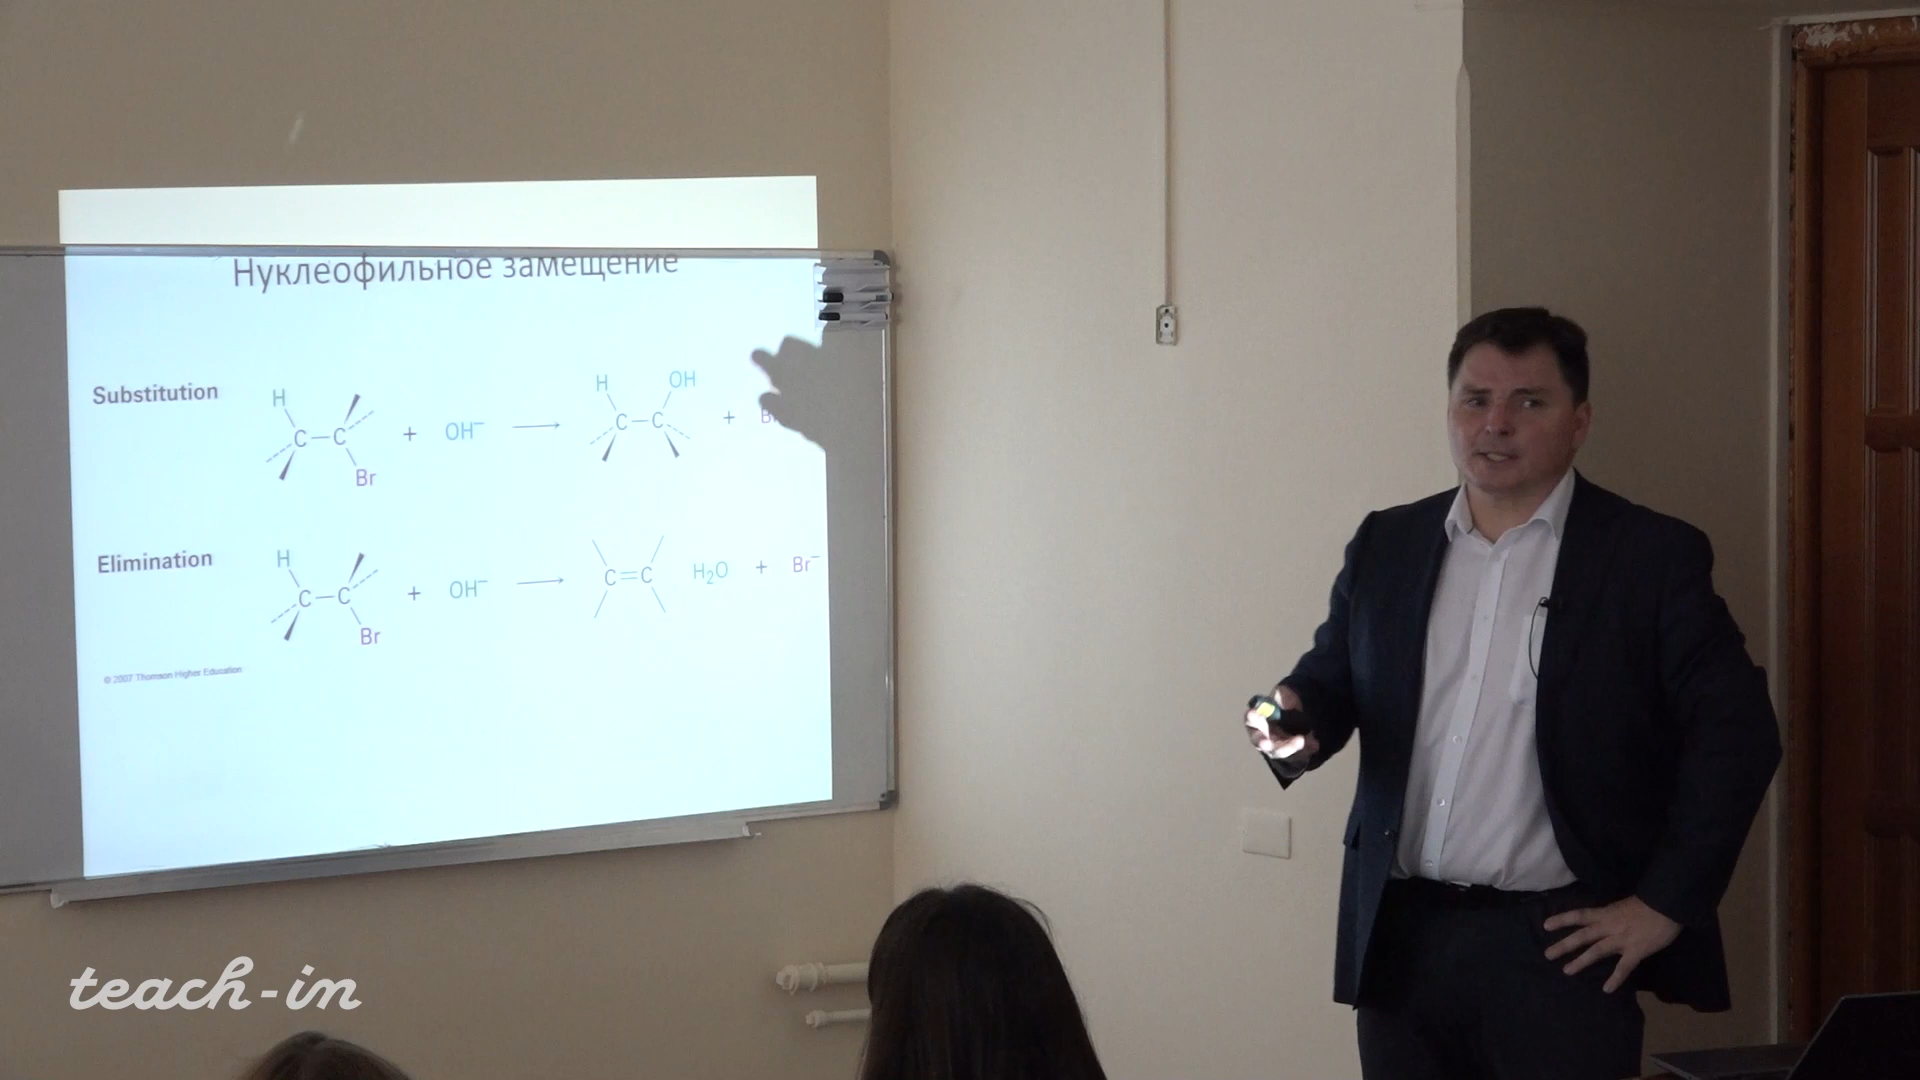 Нуклеофильное замещение
Substitution
H
C–C
Br
+ OH⁻ ⟶
H OH
C–C
+
Elimination
H
C–C
Br
+ OH⁻ ⟶
C=C H₂O + Br⁻
© 2007 Thomson Higher Education
teach-in